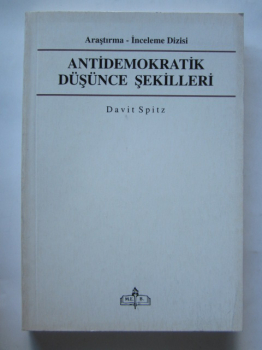 Araştırma - İnceleme Dizisi
ANTİDEMOKRATİK
DÜŞÜNCE ŞEKİLLERİ
Davit Spitz